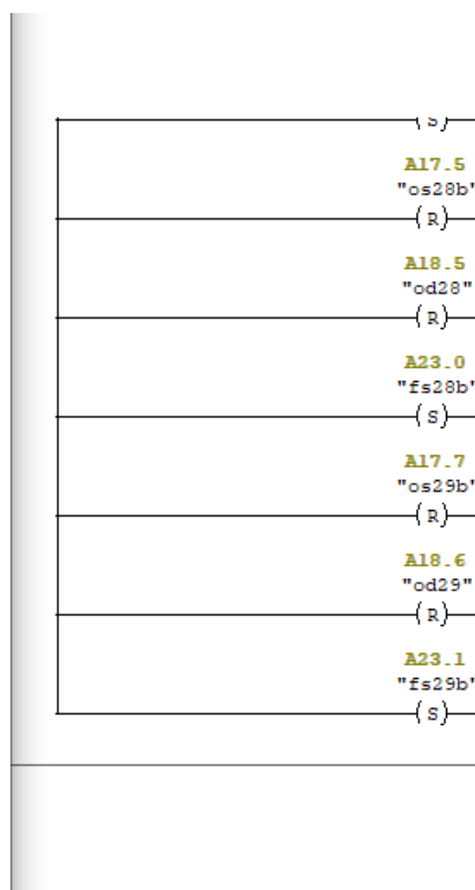 ( S )
A17.5
"os28b"
( R )
A18.5
"od28"
( R )
A23.0
"fs28b"
( S )
A17.7
"os29b"
( R )
A18.6
"od29"
( R )
A23.1
"fs29b"
( S )